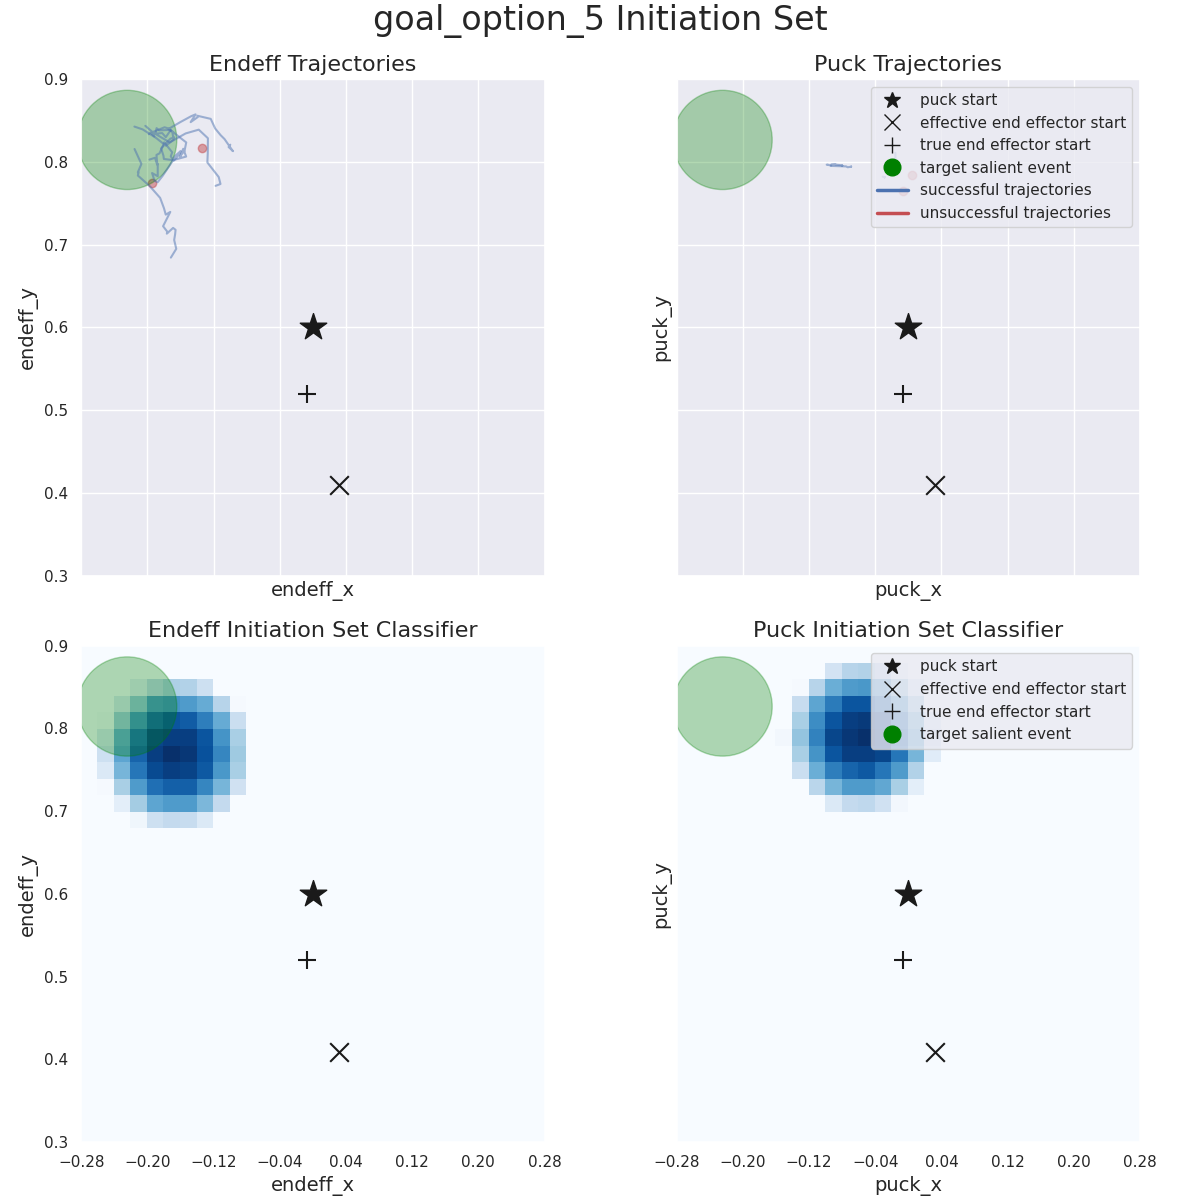 goal_option_5 Initiation Set
Endeff Trajectories
Puck Trajectories
0.9
0.8
0.7
0.6
0.5
0.4
0.3
endeff_y
endeff_x
puck start
effective end effector start
true end effector start
target salient event
successful trajectories
unsuccessful trajectories
puck_y
puck_x
Endeff Initiation Set Classifier
Puck Initiation Set Classifier
0.9
0.8
0.7
0.6
0.5
0.4
0.3
endeff_y
−0.28 −0.20 −0.12 −0.04 0.04 0.12 0.20 0.28
endeff_x
puck start
effective end effector start
true end effector start
target salient event
puck_y
−0.28 −0.20 −0.12 −0.04 0.04 0.12 0.20 0.28
puck_x